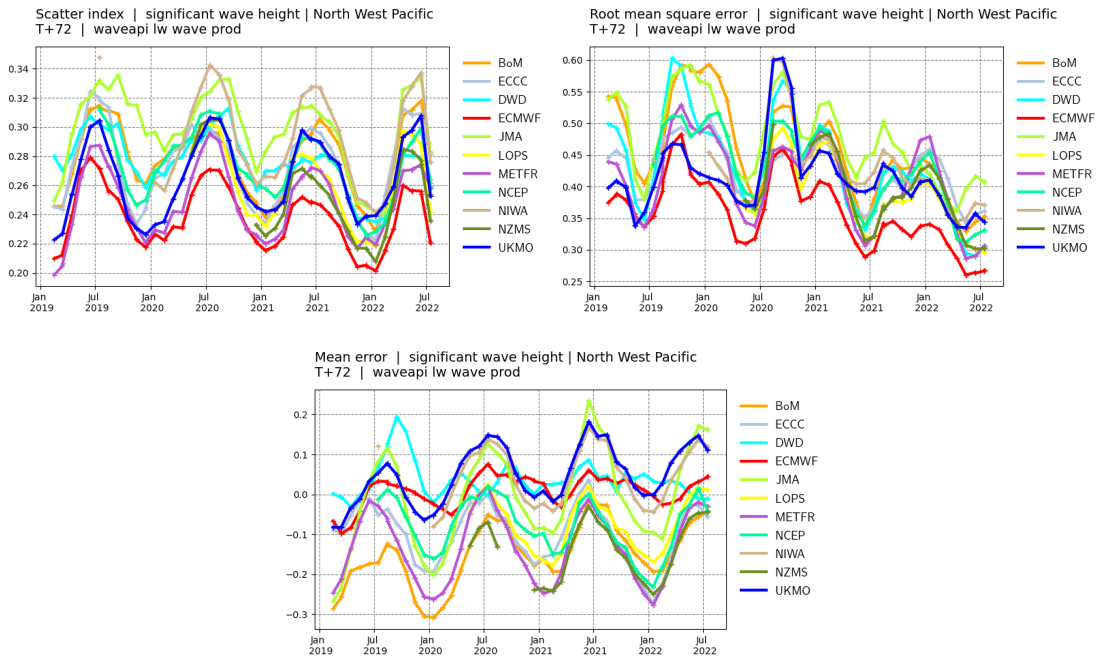 Scatter index | significant wave height | North West Pacific
T+72 | waveapi lw wave prod
0.34
0.32
0.30
0.28
0.26
0.24
0.22
0.20
Jan Jul Jan Jul Jan Jul Jan Jul
2019 2019 2020 2020 2021 2021 2022 2022
BoM
ECCC
DWD
ECMWF
JMA
LOPS
METFR
NCEP
NIWA
NZMS
UKMO
Root mean square error | significant wave height | North West Pacific
T+72 | waveapi lw wave prod
0.60
0.55
0.50
0.45
0.40
0.35
0.30
0.25
Jan Jul Jan Jul Jan Jul Jan Jul
2019 2019 2020 2020 2021 2021 2022 2022
BoM
ECCC
DWD
ECMWF
JMA
LOPS
METFR
NCEP
NIWA
NZMS
UKMO
Mean error | significant wave height | North West Pacific
T+72 | waveapi lw wave prod
0.2
0.1
0.0
−0.1
−0.2
−0.3
Jan Jul Jan Jul Jan Jul Jan Jul
2019 2019 2020 2020 2021 2021 2022 2022
BoM
ECCC
DWD
ECMWF
JMA
LOPS
METFR
NCEP
NIWA
NZMS
UKMO